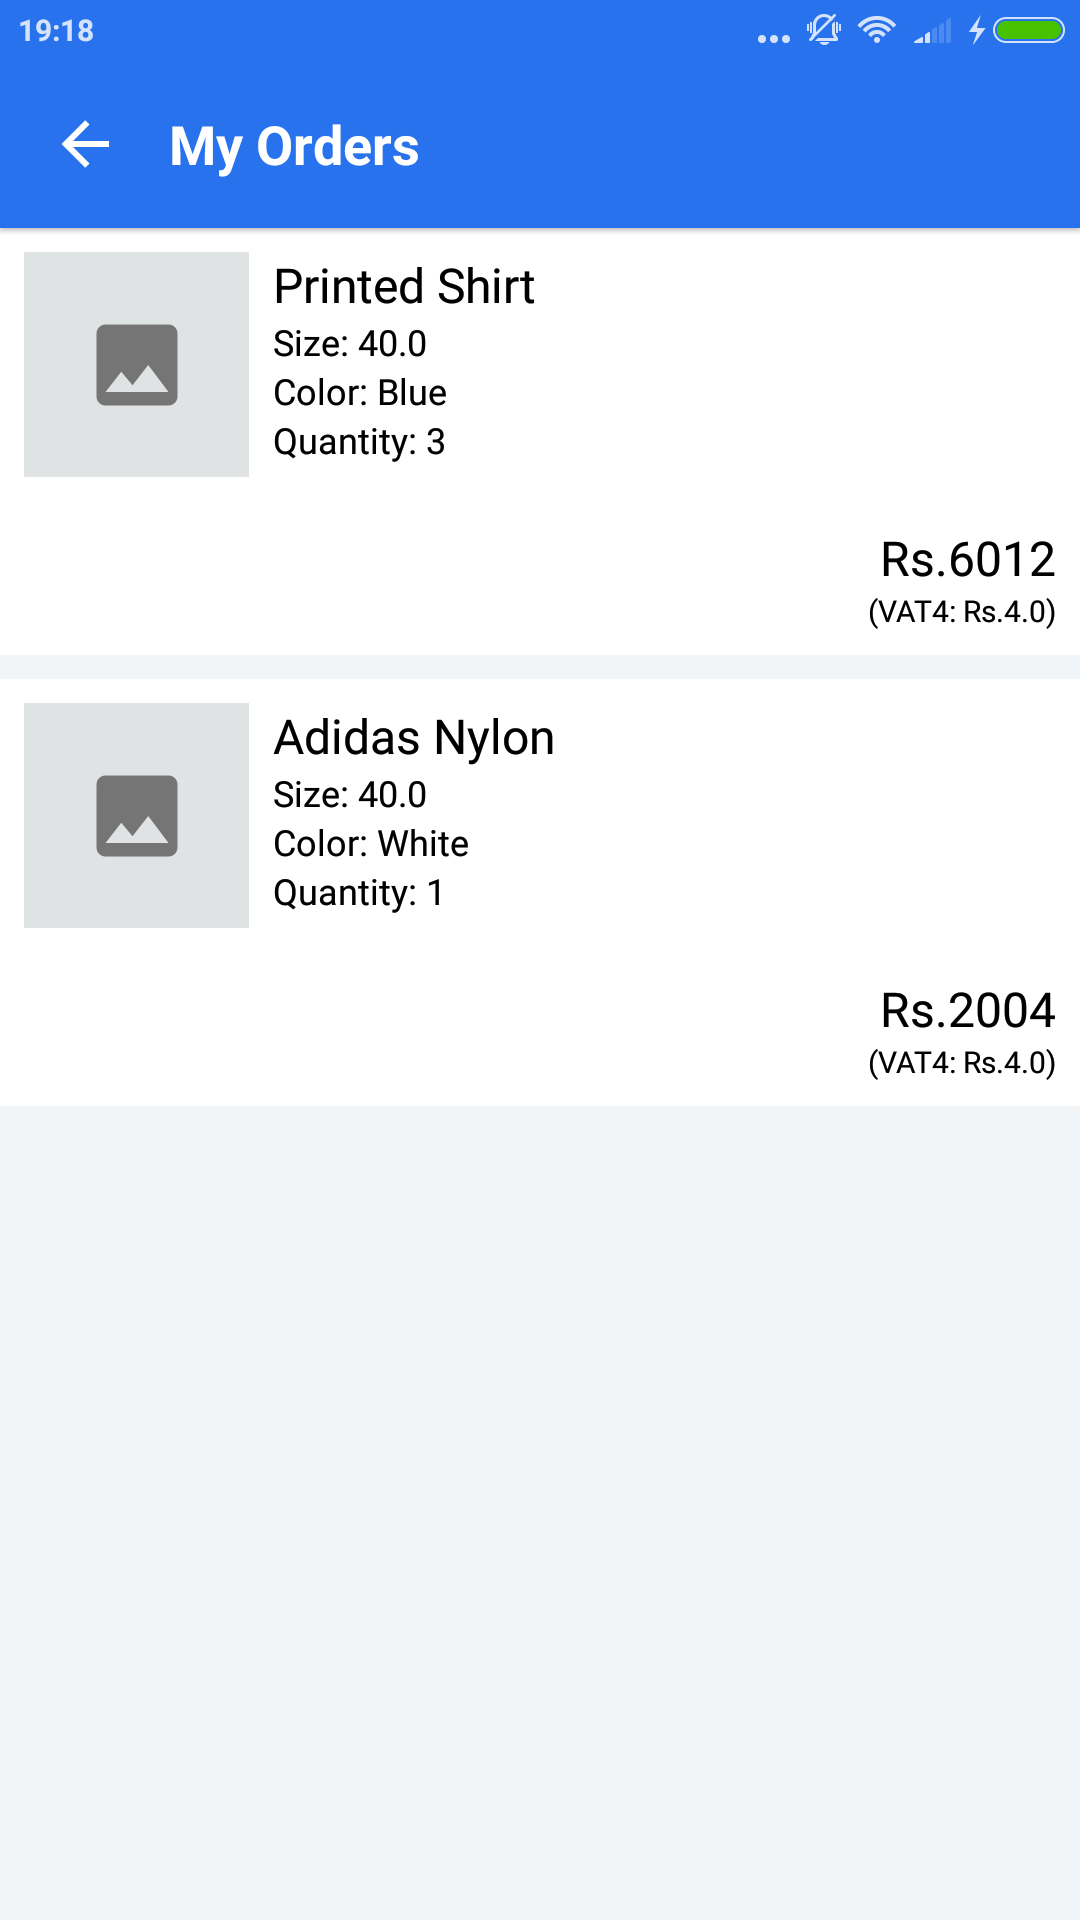 19:18
My Orders
Printed Shirt
Size: 40.0
Color: Blue
Quantity: 3
Rs.6012
(VAT4: Rs.4.0)
Adidas Nylon
Size: 40.0
Color: White
Quantity: 1
Rs.2004
(VAT4: Rs.4.0)